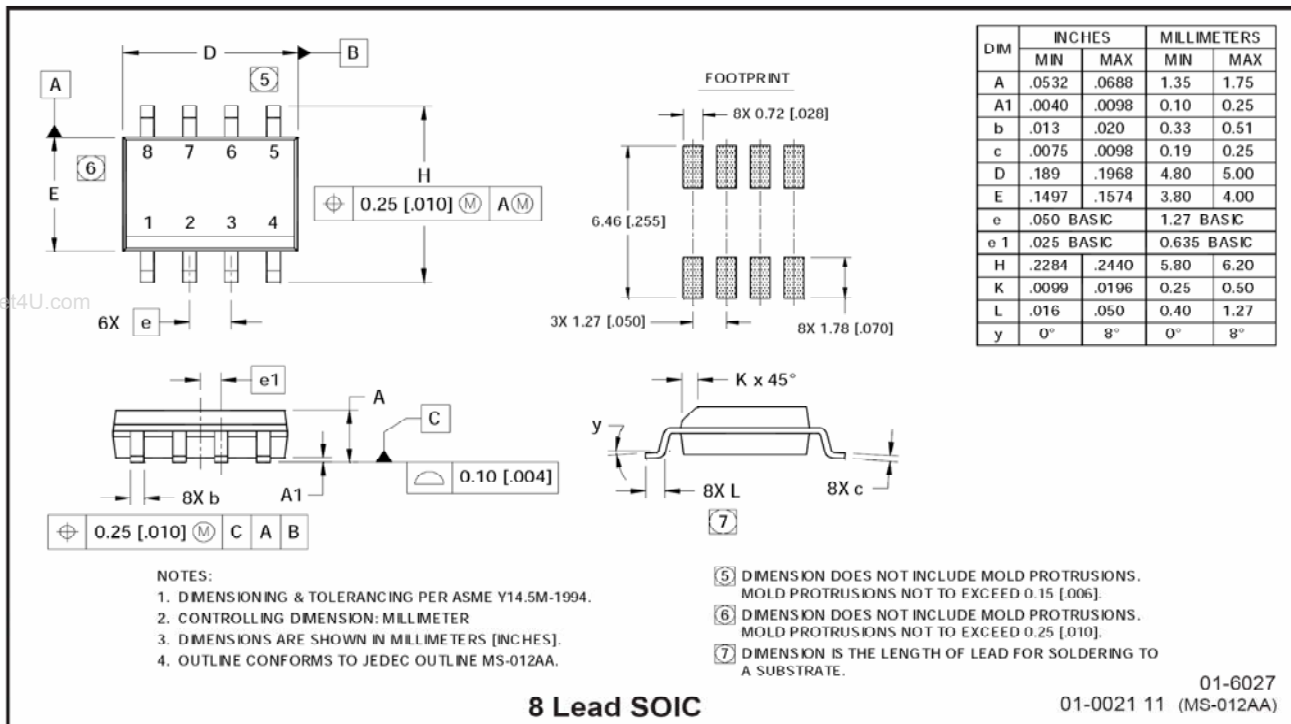 D
B
5
A
8 7 6 5
6
E
H
1 2 3 4
⌖ 0.25 [.010] Ⓜ A Ⓜ
et4U.com
6X e
FOOTPRINT
8X 0.72 [.028]
6.46 [.255]
3X 1.27 [.050]
8X 1.78 [.070]
DIM INCHES MILLIMETERS
MIN MAX MIN MAX
A .0532 .0688 1.35 1.75
A1 .0040 .0098 0.10 0.25
b .013 .020 0.33 0.51
c .0075 .0098 0.19 0.25
D .189 .1968 4.80 5.00
E .1497 .1574 3.80 4.00
e .050 BASIC 1.27 BASIC
e 1 .025 BASIC 0.635 BASIC
H .2284 .2440 5.80 6.20
K .0099 .0196 0.25 0.50
L .016 .050 0.40 1.27
y 0° 8° 0° 8°
e1
A
C
A1
8X b
0.10 [.004]
⌖ 0.25 [.010] Ⓜ C A B
K x 45°
y
8X L
8X c
7
NOTES:
1. DIMENSIONING & TOLERANCING PER ASME Y14.5M-1994.
2. CONTROLLING DIMENSION: MILLIMETER
3. DIMENSIONS ARE SHOWN IN MILLIMETERS [INCHES].
4. OUTLINE CONFORMS TO JEDEC OUTLINE MS-012AA.
5 DIMENSION DOES NOT INCLUDE MOLD PROTRUSIONS.
MOLD PROTRUSIONS NOT TO EXCEED 0.15 [.006].
6 DIMENSION DOES NOT INCLUDE MOLD PROTRUSIONS.
MOLD PROTRUSIONS NOT TO EXCEED 0.25 [.010].
7 DIMENSION IS THE LENGTH OF LEAD FOR SOLDERING TO
A SUBSTRATE.
8 Lead SOIC
01-6027
01-0021 11 (MS-012AA)